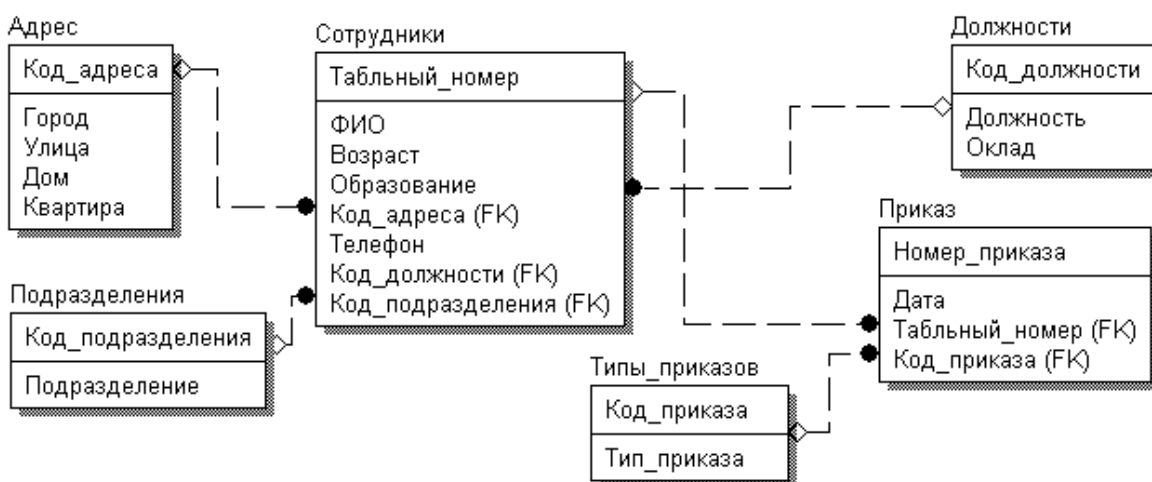 Адрес
Код_адреса
Город
Улица
Дом
Квартира
Подразделения
Код_подразделения
Подразделение
Сотрудники
Табльный_номер
ФИО
Возраст
Образование
Код_адреса (FK)
Телефон
Код_должности (FK)
Код_подразделения (FK)
Типы_приказов
Код_приказа
Тип_приказа
Должности
Код_должности
Должность
Оклад
Приказ
Номер_приказа
Дата
Табльный_номер (FK)
Код_приказа (FK)